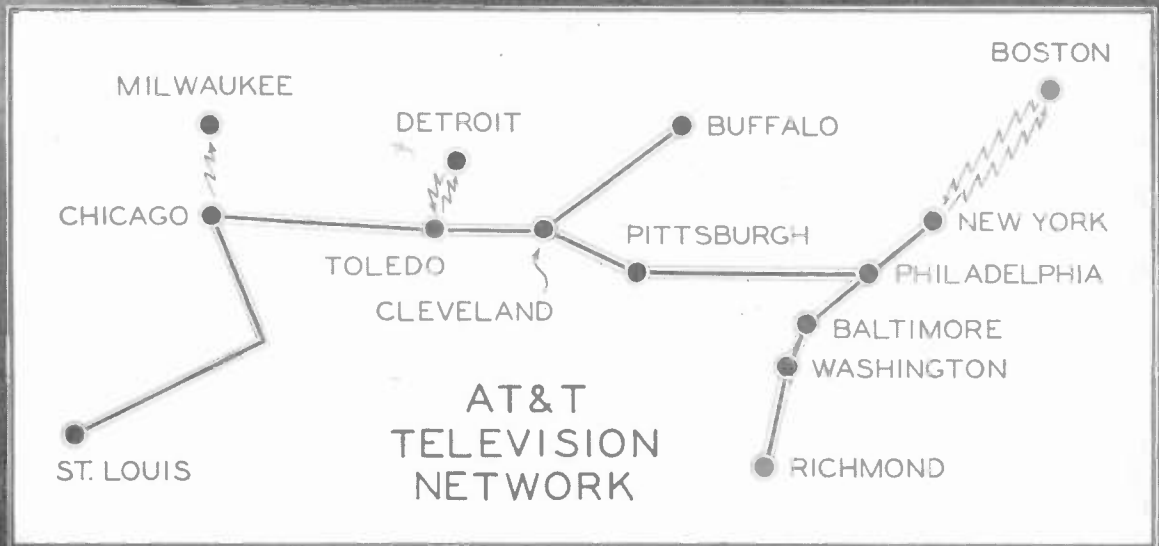 BOSTON
MILWAUKEE
DETROIT
BUFFALO
CHICAGO
NEW YORK
PITTSBURGH
TOLEDO
PHILADELPHIA
CLEVELAND
BALTIMORE
WASHINGTON
AT&T
TELEVISION
NETWORK
ST. LOUIS
RICHMOND